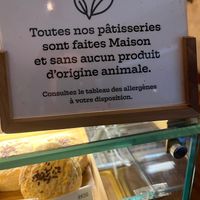 Toutes nos pâtisseries
sont faites Maison
et sans aucun produit
d'origine animale.
Consultez le tableau des allergènes
à votre disposition.